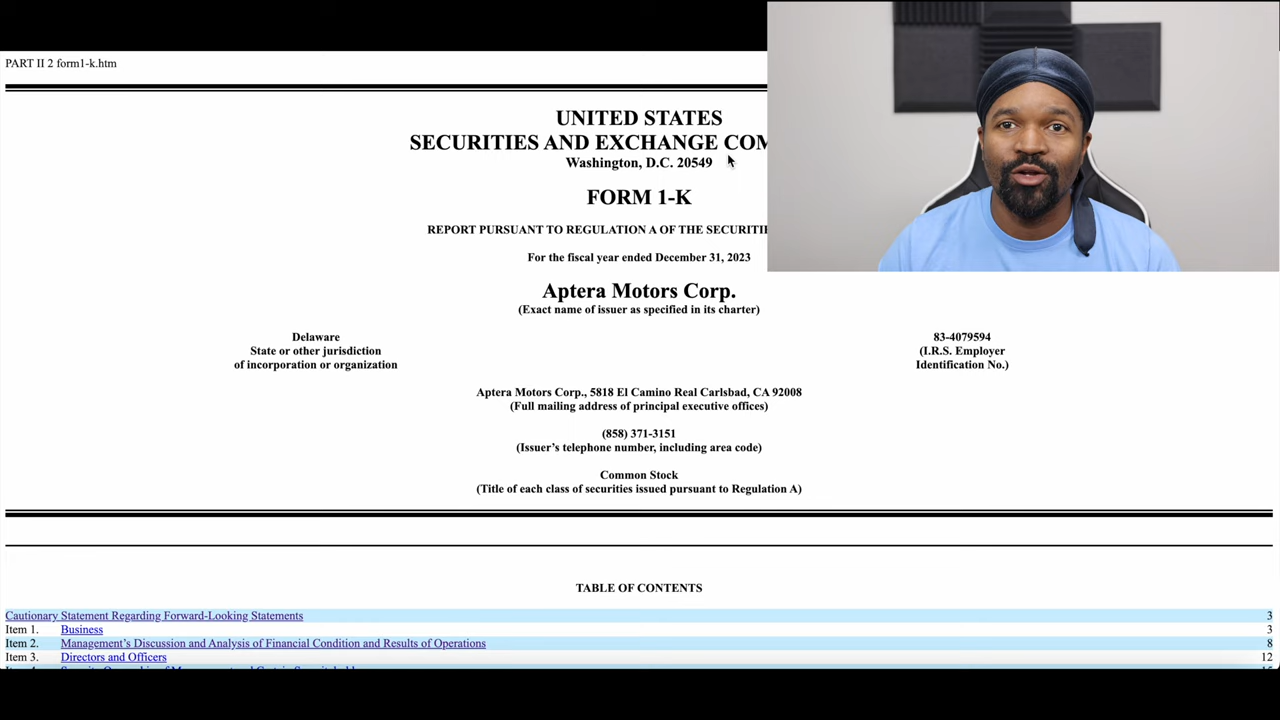 PART II 2 form1-k.htm
UNITED STATES
SECURITIES AND EXCHANGE
Washington, D.C. 20549
FORM 1-K
REPORT PURSUANT TO REGULATION A OF THE
For the fiscal year ended December 31, 2023
Aptera Motors Corp.
(Exact name of issuer as specified in its charter)
Delaware
State or other jurisdiction
of incorporation or organization
83-4079594
(I.R.S. Employer
Identification No.)
Aptera Motors Corp., 5818 El Camino Real Carlsbad, CA 92008
(Full mailing address of principal executive offices)
(858) 371-3151
(Issuer’s telephone number, including area code)
Common Stock
(Title of each class of securities issued pursuant to Regulation A)
TABLE OF CONTENTS
Cautionary Statement Regarding Forward-Looking Statements 3
Item 1. Business 3
Item 2. Management’s Discussion and Analysis of Financial Condition and Results of Operations 8
Item 3. Directors and Officers 12